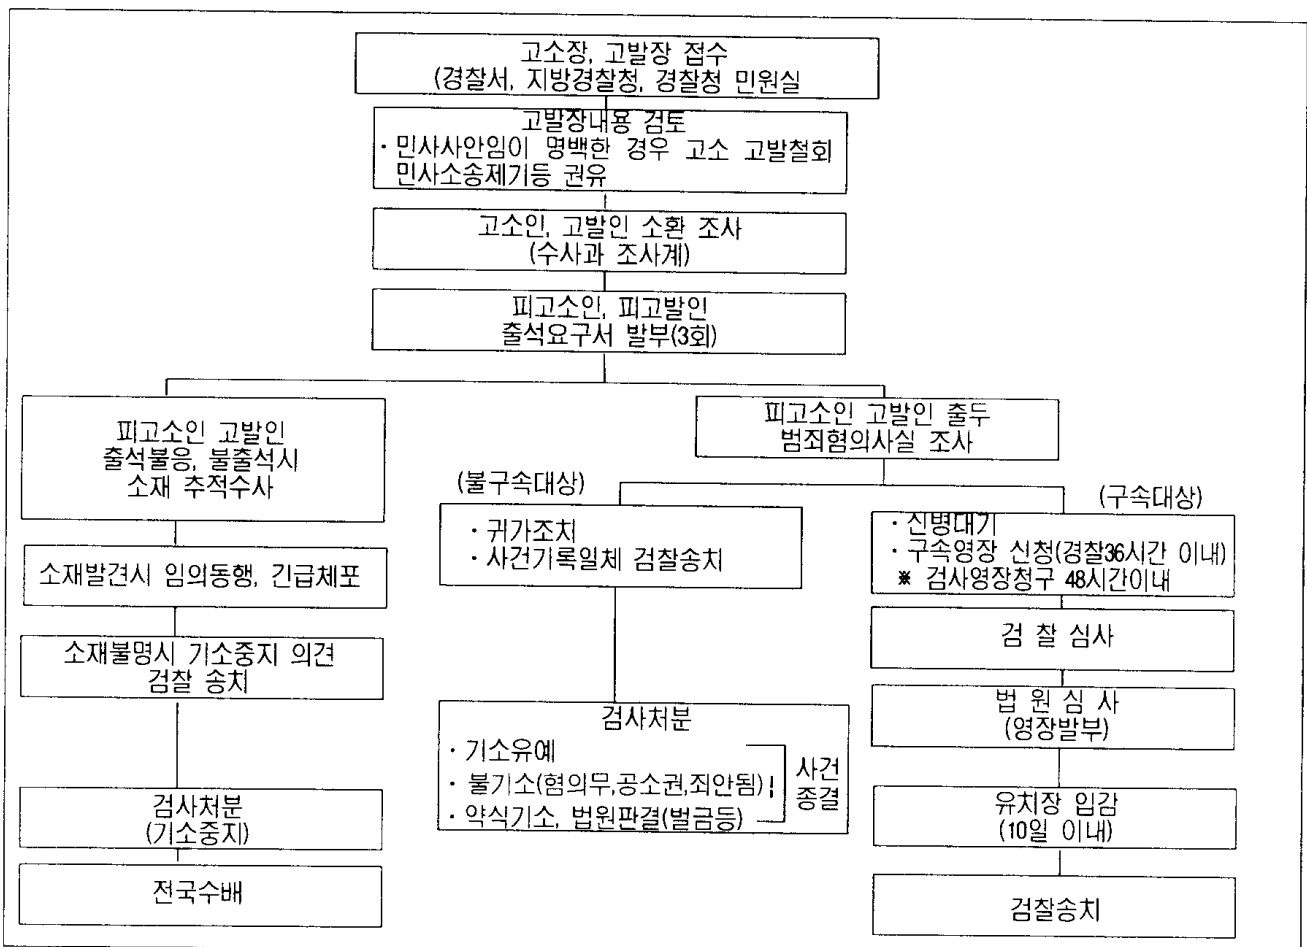 고소장, 고발장 접수
(경찰서, 지방경찰청, 경찰청 민원실
고발장내용 검토
· 민사사안임이 명백한 경우 고소 고발철회
민사소송제기등 권유
고소인, 고발인 소환 조사
(수사과 조사계)
피고소인, 피고발인
출석요구서 발부(3회)
피고소인 고발인
출석불응, 불출석시
소재 추적수사
소재발견시 임의동행, 긴급체포
소재불명시 기소중지 의견
검찰 송치
검사처분
(기소중지)
전국수배
피고소인 고발인 출두
범죄혐의사실 조사
(불구속대상)
· 귀가조치
· 사건기록일체 검찰송치
검사처분
· 기소유예
· 불기소(혐의무,공소권,죄안됨)
· 약식기소, 법원판결(벌금등)
사건
종결
(구속대상)
· 신병대기
· 구속영장 신청(경찰36시간 이내)
※ 검사영장청구 48시간이내
검 찰 심사
법 원 심 사
(영장발부)
유치장 입감
(10일 이내)
검찰송치